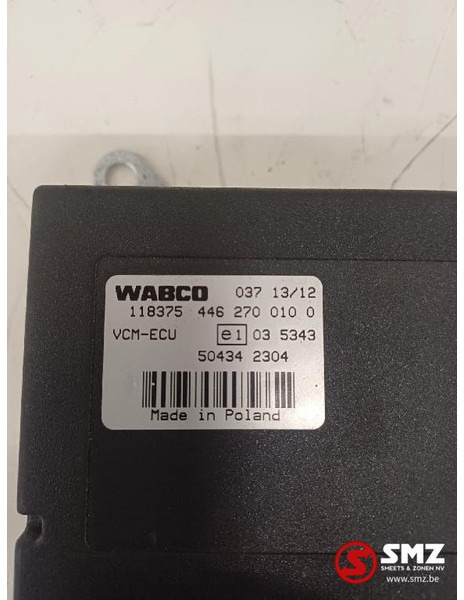 WABCO 037 13/12
118375 446 270 010 0
VCM-ECU e1 03 5343
50434 2304
Made in Poland
SMZ
SMEETS & ZONEN NV
www.smz.be